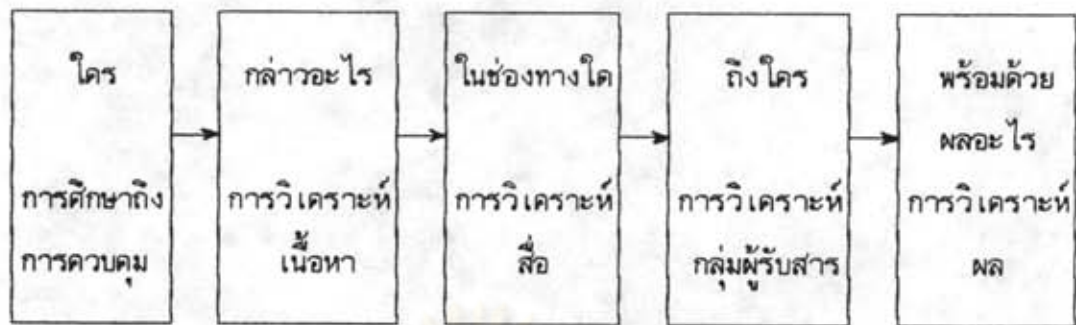 ใคร
การศึกษาถึง
การควบคุม
กล่าวอะไร
การวิเคราะห์
เนื้อหา
ในช่องทางใด
การวิเคราะห์
สื่อ
ถึงใคร
การวิเคราะห์
กลุ่มผู้รับสาร
พร้อมด้วย
ผลอะไร
การวิเคราะห์
ผล